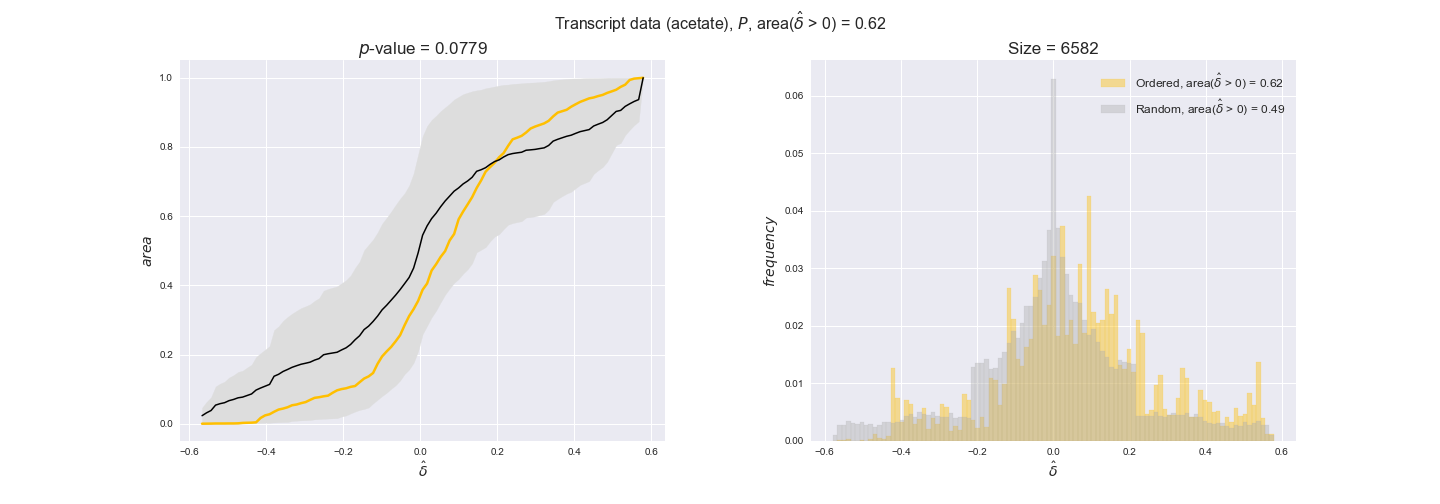 Transcript data (acetate), P, area(δ̂ > 0) = 0.62
p-value = 0.0779
1.0
0.8
0.6
0.4
0.2
0.0
area
−0.6 −0.4 −0.2 0.0 0.2 0.4 0.6
δ̂
Size = 6582
Ordered, area(δ̂ > 0) = 0.62
Random, area(δ̂ > 0) = 0.49
0.06
0.05
0.04
0.03
0.02
0.01
0.00
frequency
−0.6 −0.4 −0.2 0.0 0.2 0.4 0.6
δ̂